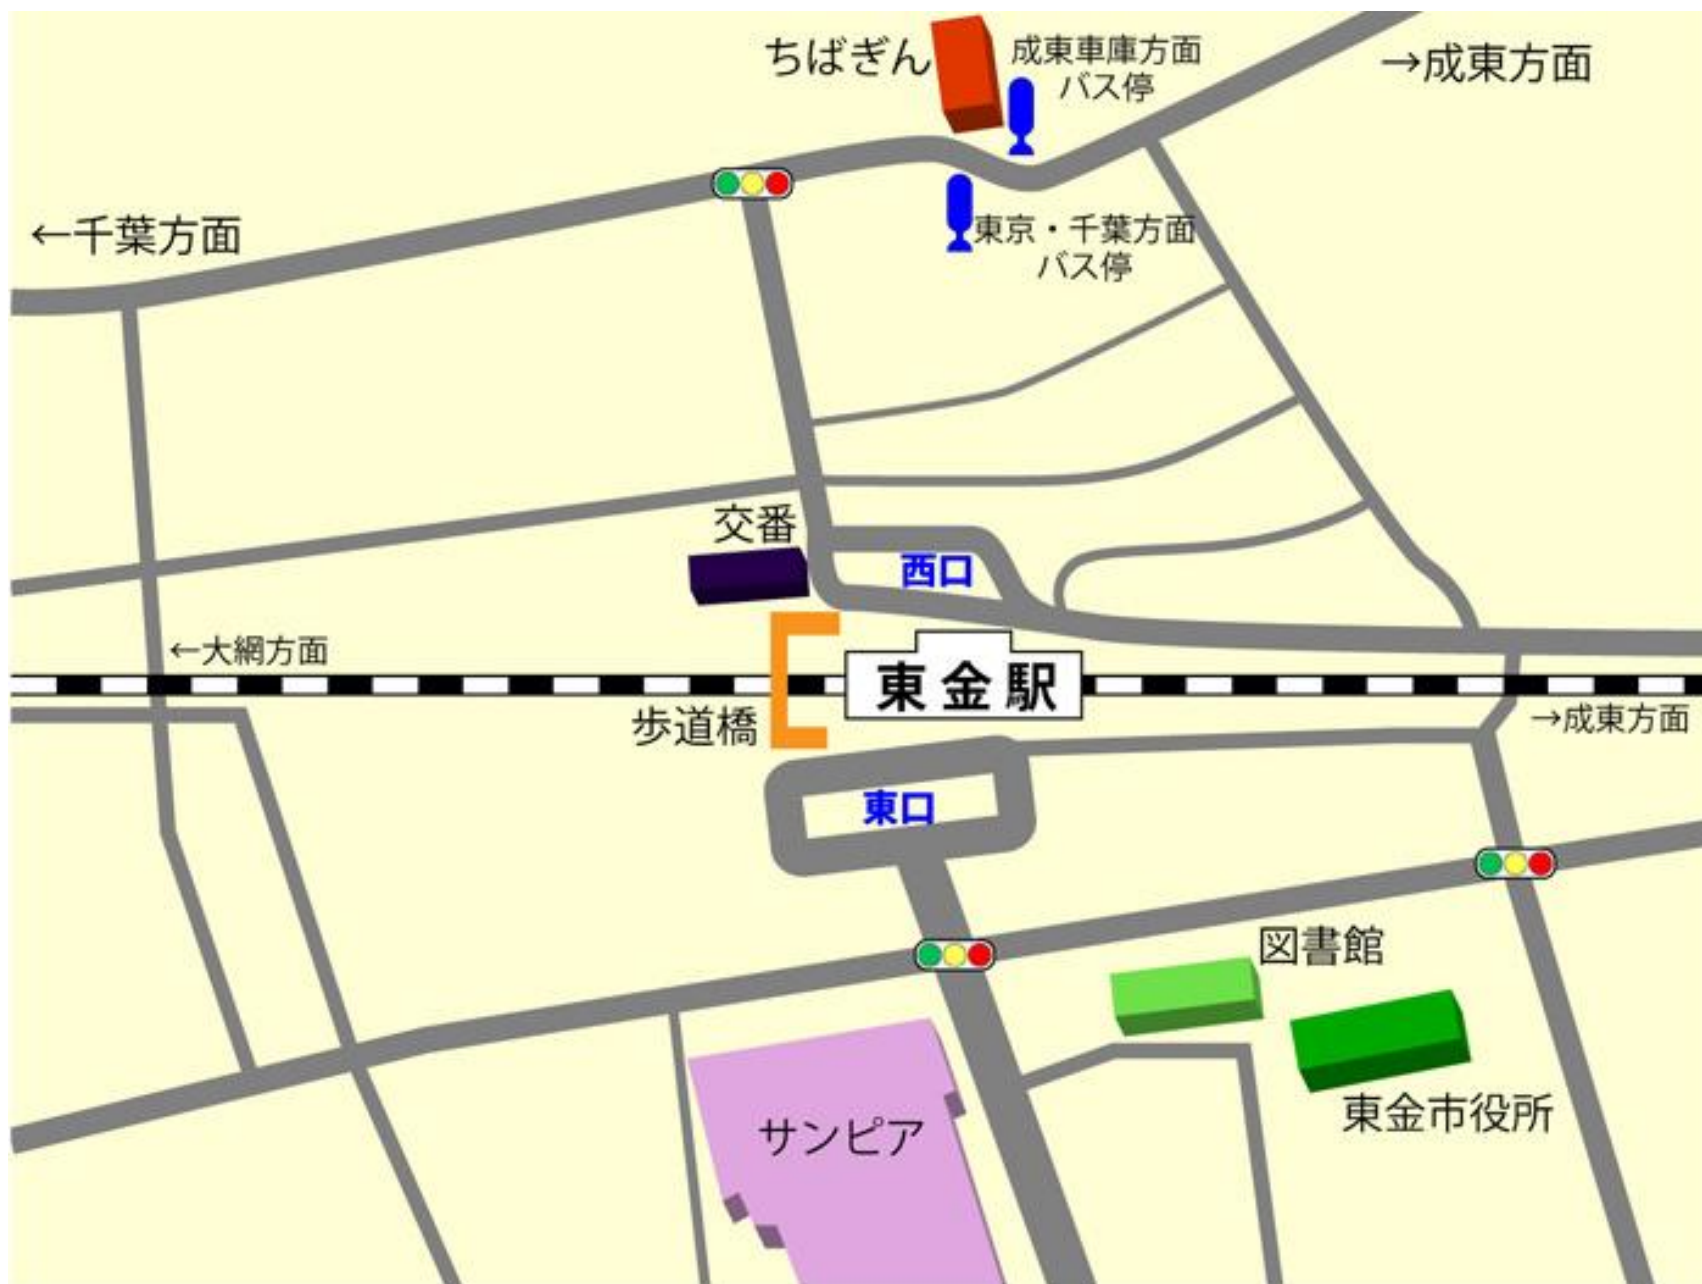 ちばぎん
成東車庫方面
バス停
→成東方面
←千葉方面
東京・千葉方面
バス停
交番
西口
←大網方面
東金駅
歩道橋
→成東方面
東口
図書館
サンピア
東金市役所